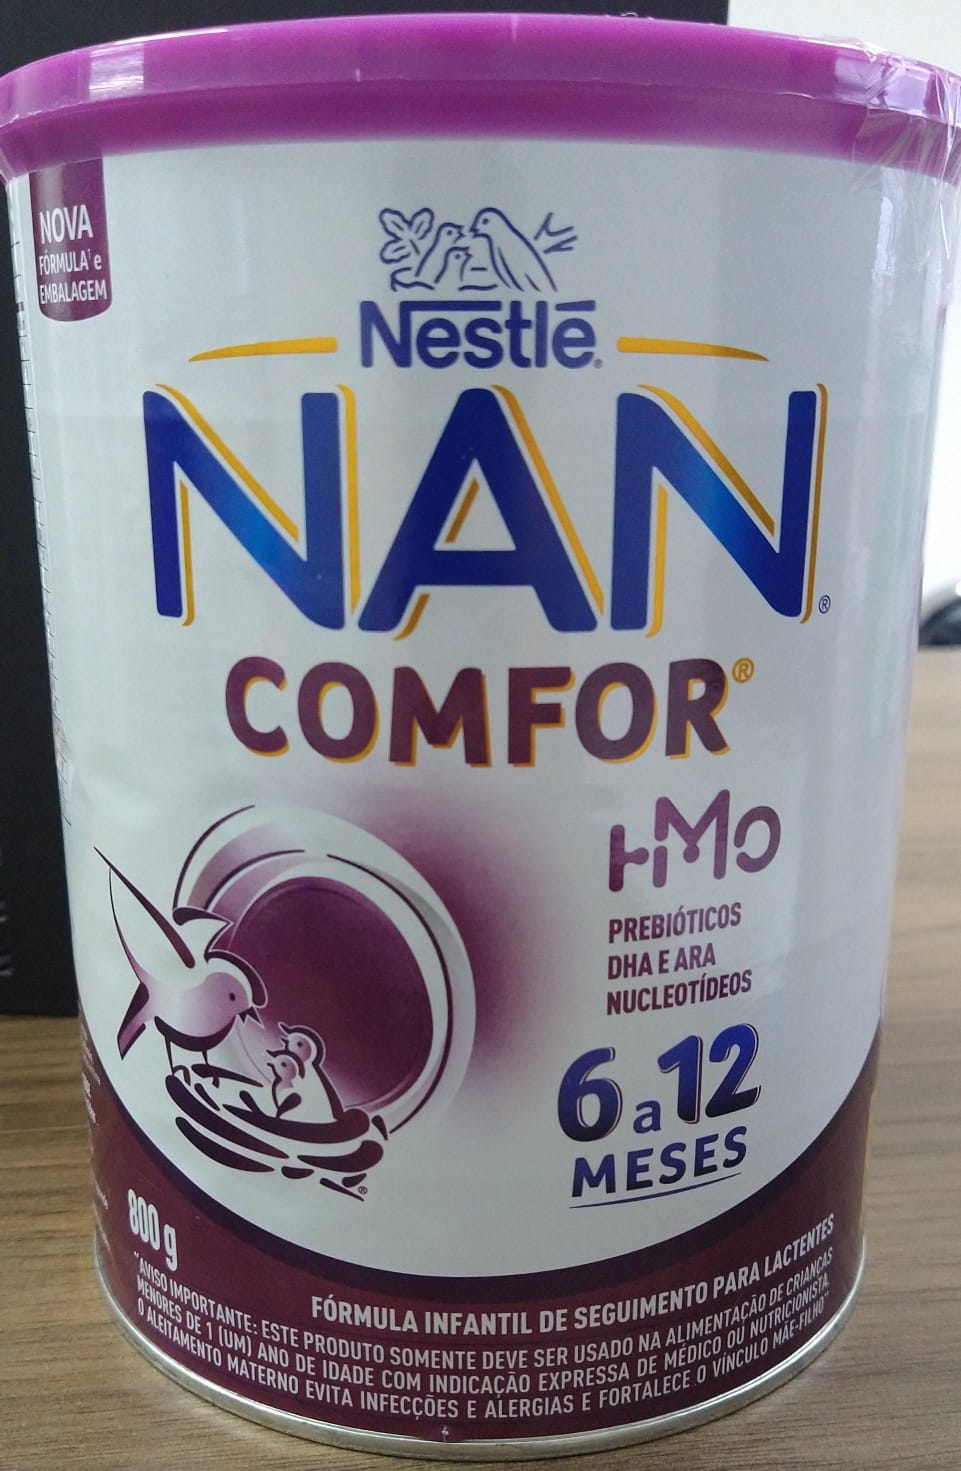 NOVA
FÓRMULA¹ e
EMBALAGEM
Nestlé®
NAN®
COMFOR®
HMO
PREBIÓTICOS
DHA E ARA
NUCLEOTÍDEOS
6 a 12
MESES
800 g
FÓRMULA INFANTIL DE SEGUIMENTO PARA LACTENTES
"AVISO IMPORTANTE: ESTE PRODUTO SOMENTE DEVE SER USADO NA ALIMENTAÇÃO DE CRIANÇAS
MENORES DE 1 (UM) ANO DE IDADE COM INDICAÇÃO EXPRESSA DE MÉDICO OU NUTRICIONISTA.
O ALEITAMENTO MATERNO EVITA INFECÇÕES E ALERGIAS E FORTALECE O VÍNCULO MÃE-FILHO"